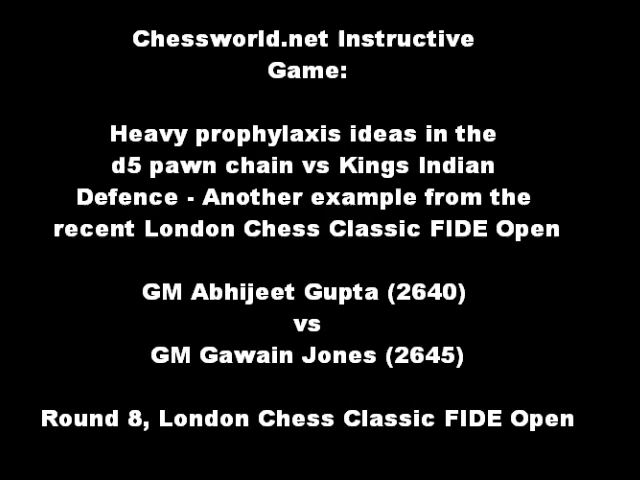 Chessworld.net Instructive
Game:
Heavy prophylaxis ideas in the
d5 pawn chain vs Kings Indian
Defence - Another example from the
recent London Chess Classic FIDE Open
GM Abhijeet Gupta (2640)
vs
GM Gawain Jones (2645)
Round 8, London Chess Classic FIDE Open